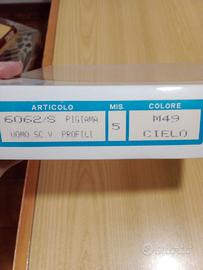 ARTICOLO MIS COLORE
6062/S PIGIAMA 5 M49
UOMO SC.V PROFILI CIELO